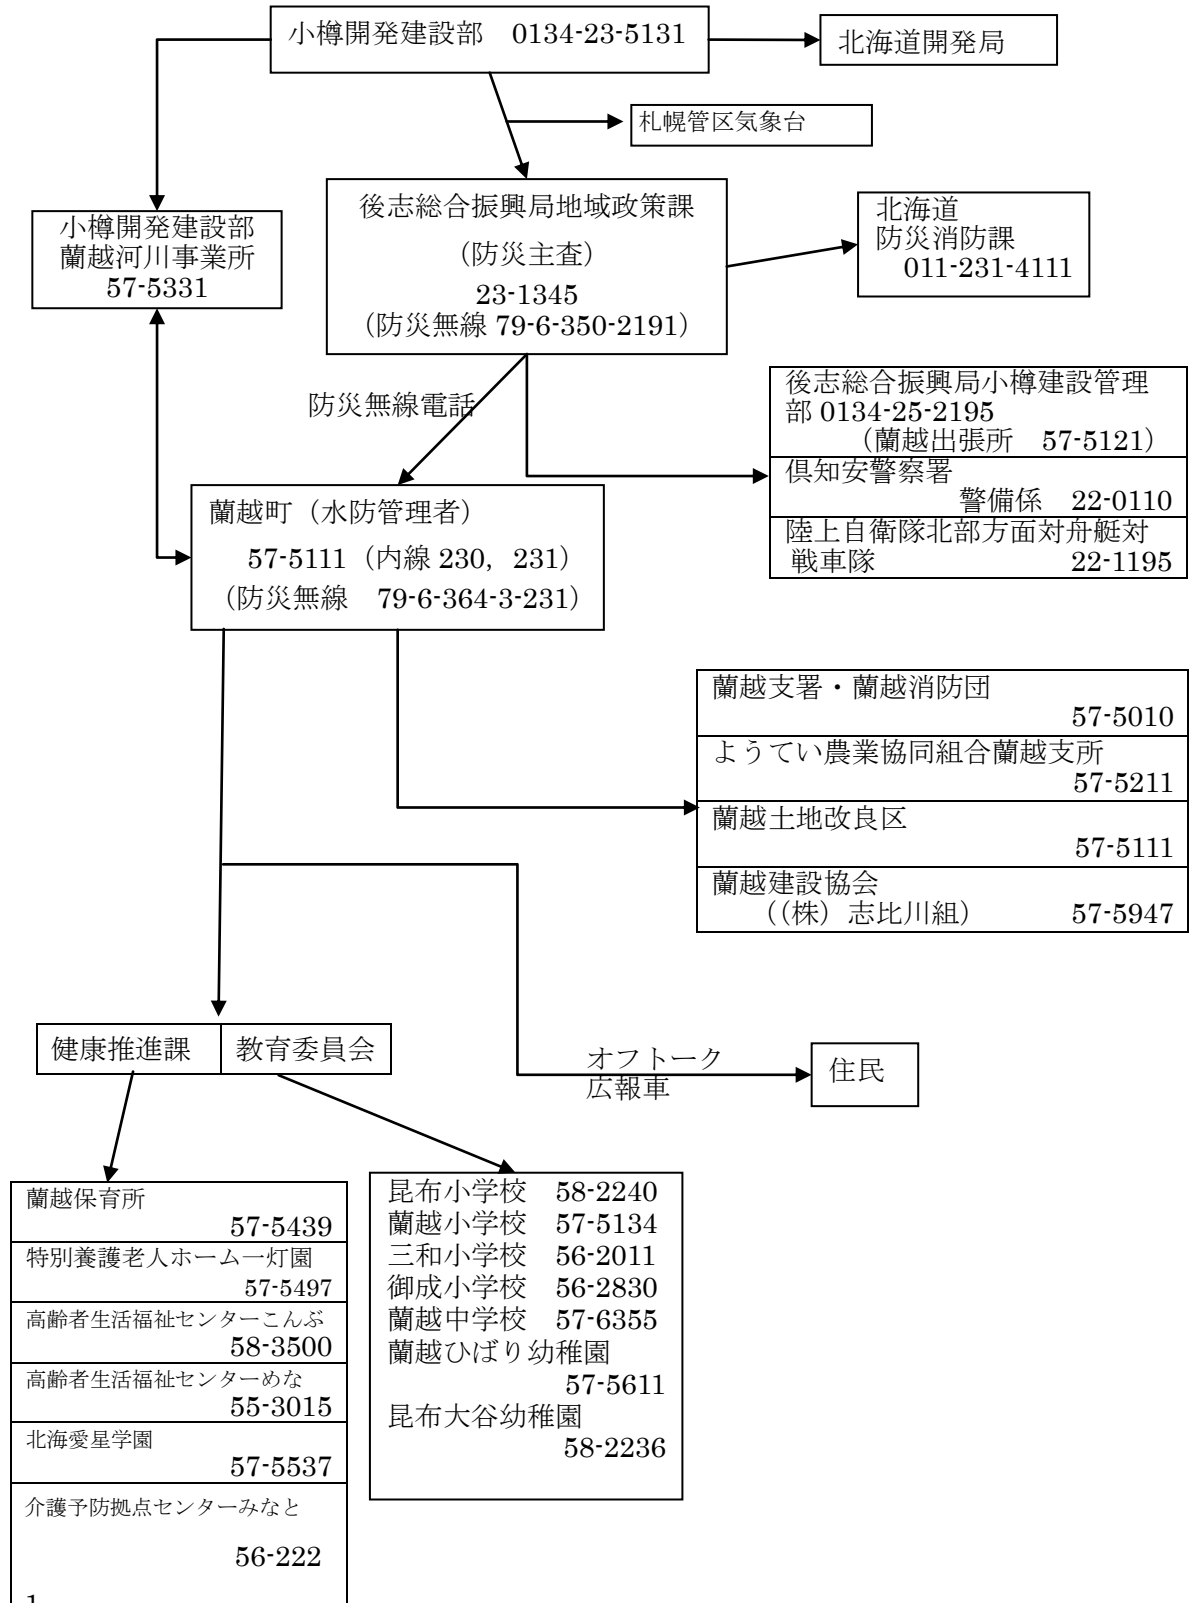 小樽開発建設部　0134-23-5131
北海道開発局
札幌管区気象台
小樽開発建設部
蘭越河川事業所
57-5331
後志総合振興局地域政策課
（防災主査）
23-1345
（防災無線 79-6-350-2191）
北海道
防災消防課
011-231-4111
防災無線電話
後志総合振興局小樽建設管理
部 0134-25-2195
（蘭越出張所　57-5121）
倶知安警察署
警備係　22-0110
陸上自衛隊北部方面対舟艇対
戦車隊　22-1195
蘭越町（水防管理者）
57-5111（内線 230，231）
（防災無線　79-6-364-3-231）
蘭越支署・蘭越消防団
57-5010
ようてい農業協同組合蘭越支所
57-5211
蘭越土地改良区
57-5111
蘭越建設協会
（(株）志比川組）　57-5947
健康推進課
教育委員会
オフトーク
広報車
住民
蘭越保育所
57-5439
特別養護老人ホーム一灯園
57-5497
高齢者生活福祉センターこんぶ
58-3500
高齢者生活福祉センターめな
55-3015
北海愛星学園
57-5537
介護予防拠点センターみなと
56-222
1
昆布小学校　58-2240
蘭越小学校　57-5134
三和小学校　56-2011
御成小学校　56-2830
蘭越中学校　57-6355
蘭越ひばり幼稚園
57-5611
昆布大谷幼稚園
58-2236